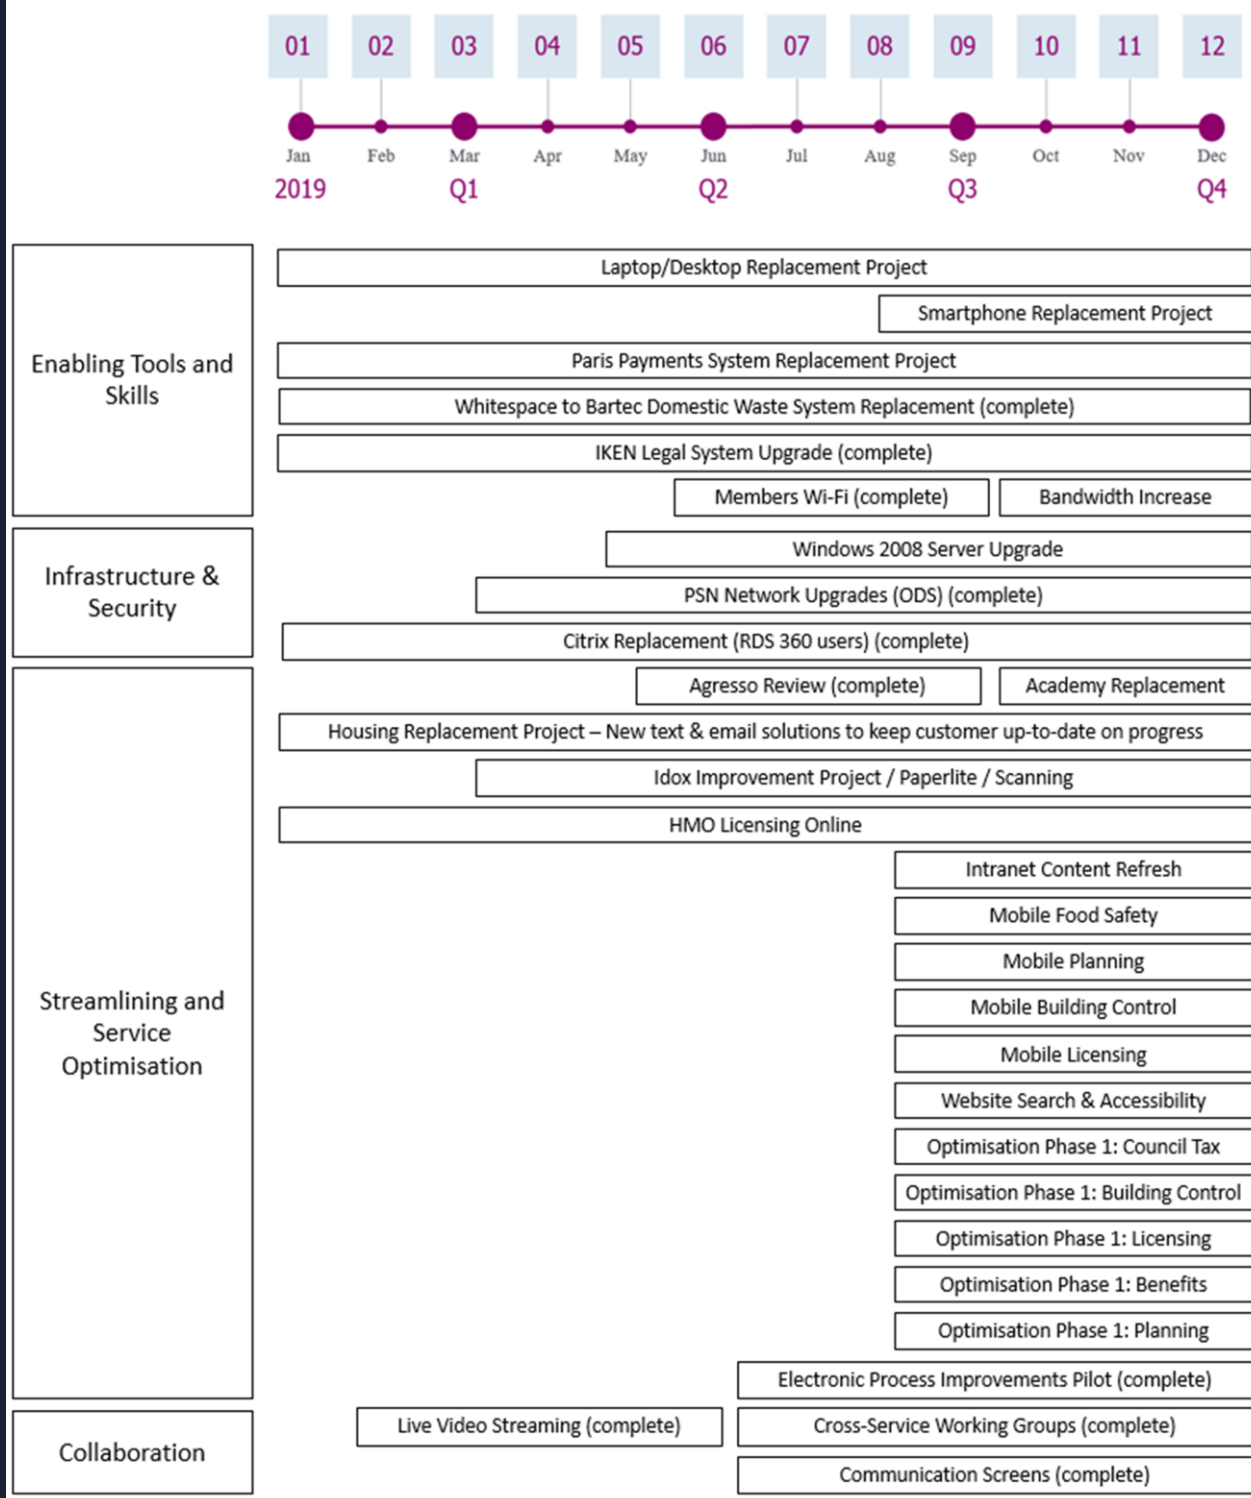 01 02 03 04 05 06 07 08 09 10 11 12
Jan Feb Mar Apr May Jun Jul Aug Sep Oct Nov Dec
2019 Q1 Q2 Q3 Q4
Enabling Tools and
Skills
Laptop/Desktop Replacement Project
Smartphone Replacement Project
Paris Payments System Replacement Project
Whitespace to Bartec Domestic Waste System Replacement (complete)
IKEN Legal System Upgrade (complete)
Members Wi-Fi (complete) Bandwidth Increase
Infrastructure &
Security
Windows 2008 Server Upgrade
PSN Network Upgrades (ODS) (complete)
Citrix Replacement (RDS 360 users) (complete)
Streamlining and
Service
Optimisation
Agresso Review (complete) Academy Replacement
Housing Replacement Project – New text & email solutions to keep customer up-to-date on progress
Idox Improvement Project / Paperlite / Scanning
HMO Licensing Online
Intranet Content Refresh
Mobile Food Safety
Mobile Planning
Mobile Building Control
Mobile Licensing
Website Search & Accessibility
Optimisation Phase 1: Council Tax
Optimisation Phase 1: Building Control
Optimisation Phase 1: Licensing
Optimisation Phase 1: Benefits
Optimisation Phase 1: Planning
Electronic Process Improvements Pilot (complete)
Collaboration
Live Video Streaming (complete) Cross-Service Working Groups (complete)
Communication Screens (complete)